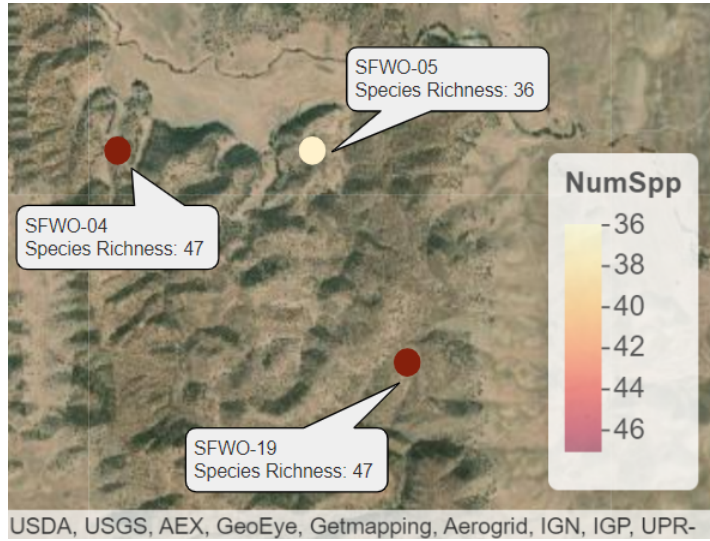 SFWO-05
Species Richness: 36
SFWO-04
Species Richness: 47
NumSpp
36
38
40
42
44
46
SFWO-19
Species Richness: 47
USDA, USGS, AEX, GeoEye, Getmapping, Aerogrid, IGN, IGP, UPR-